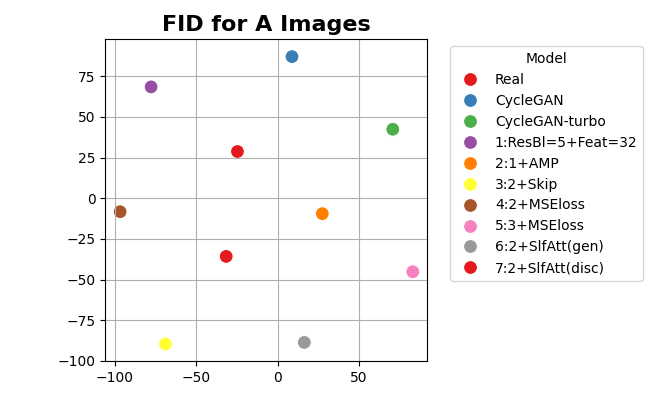 FID for A Images
75
50
25
0
−25
−50
−75
−100
−100
−50
0
50
Model
Real
CycleGAN
CycleGAN-turbo
1:ResBl=5+Feat=32
2:1+AMP
3:2+Skip
4:2+MSEloss
5:3+MSEloss
6:2+SlfAtt(gen)
7:2+SlfAtt(disc)